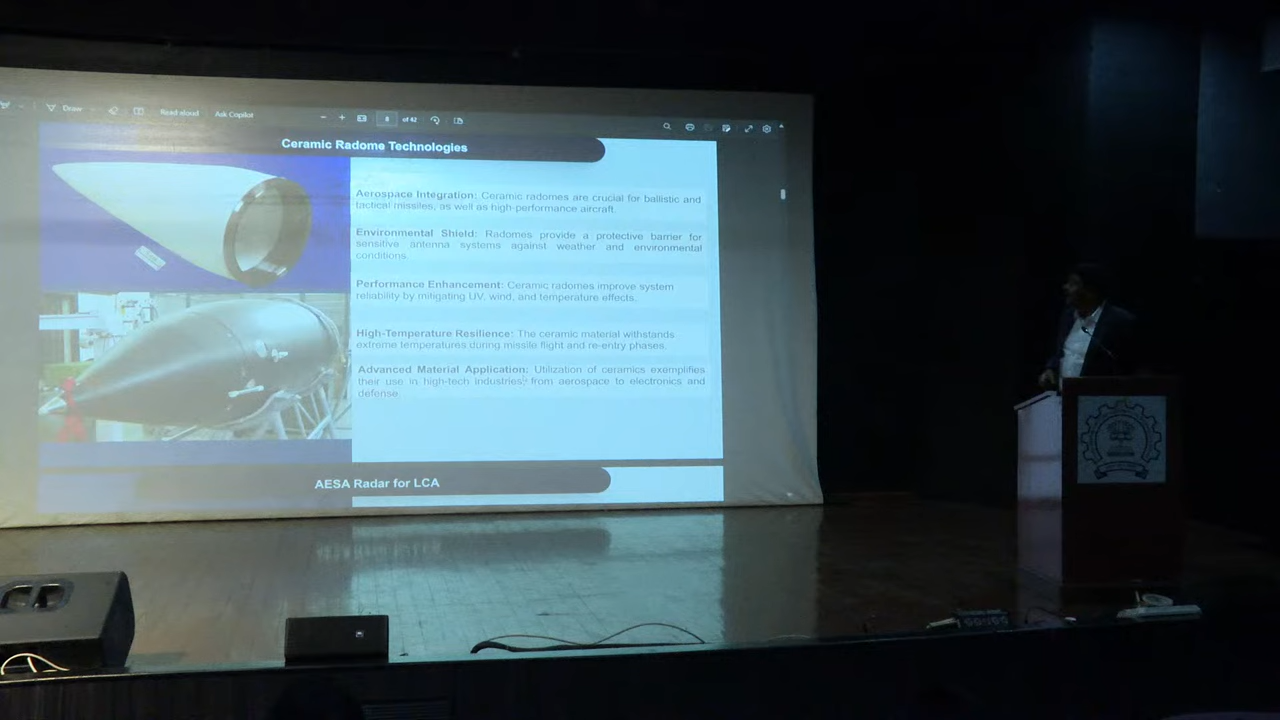 Draw
Read aloud
Ask Copilot
8 of 42
Ceramic Radome Technologies
Aerospace Integration: Ceramic radomes are crucial for ballistic and
tactical missiles, as well as high-performance aircraft.
Environmental Shield: Radomes provide a protective barrier for
sensitive antenna systems against weather and environmental
conditions.
Performance Enhancement: Ceramic radomes improve system
reliability by mitigating UV, wind, and temperature effects.
High-Temperature Resilience: The ceramic material withstands
extreme temperatures during missile flight and re-entry phases.
Advanced Material Application: Utilization of ceramics exemplifies
their use in high-tech industries, from aerospace to electronics and
defense.
AESA Radar for LCA